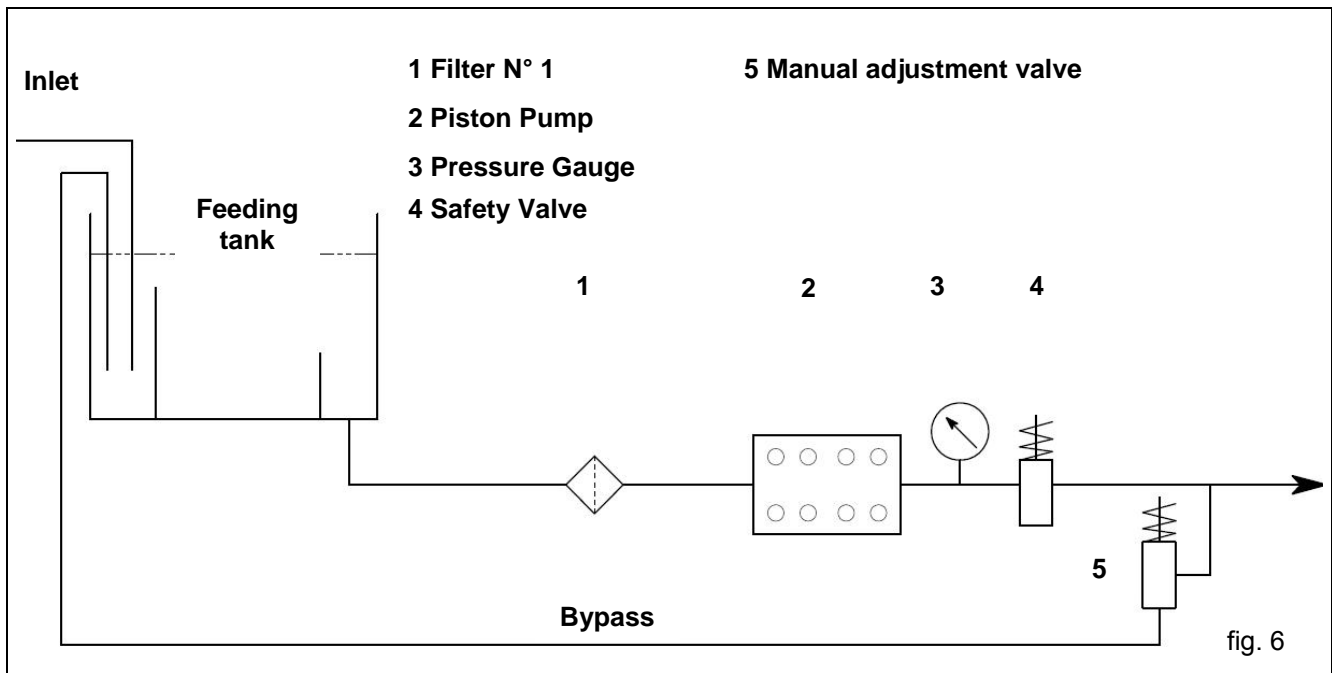 Inlet
1 Filter N° 1
2 Piston Pump
3 Pressure Gauge
4 Safety Valve
5 Manual adjustment valve
Feeding
tank
1
2
3
4
5
Bypass
fig. 6